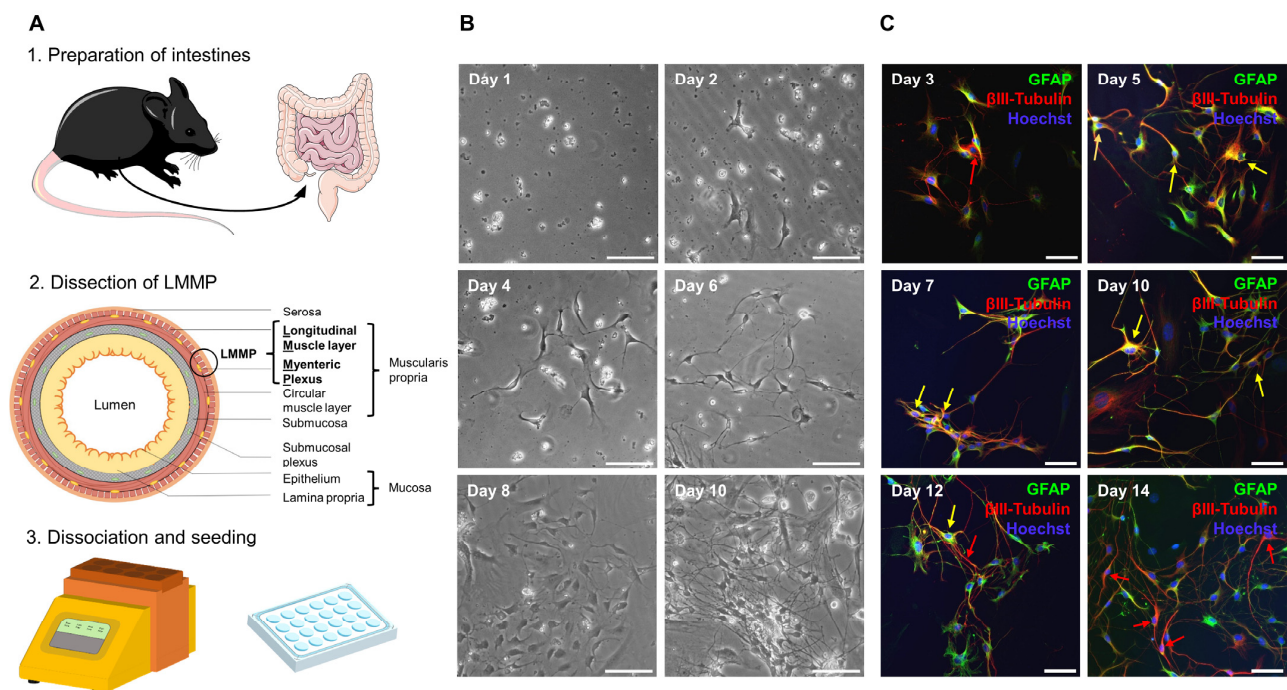 A
1. Preparation of intestines
2. Dissection of LMMP
Serosa
Longitudinal
Muscle layer
LMMP
Myenteric
Plexus
Muscularis
propria
Circular
muscle layer
Submucosa
Submucosal
plexus
Epithelium
Lamina propria
Mucosa
Lumen
3. Dissociation and seeding
B
Day 1
Day 2
Day 4
Day 6
Day 8
Day 10
C
Day 3
GFAP
βIII-Tubulin
Hoechst
Day 5
GFAP
βIII-Tubulin
Hoechst
Day 7
GFAP
βIII-Tubulin
Hoechst
Day 10
GFAP
βIII-Tubulin
Hoechst
Day 12
GFAP
βIII-Tubulin
Hoechst
Day 14
GFAP
βIII-Tubulin
Hoechst